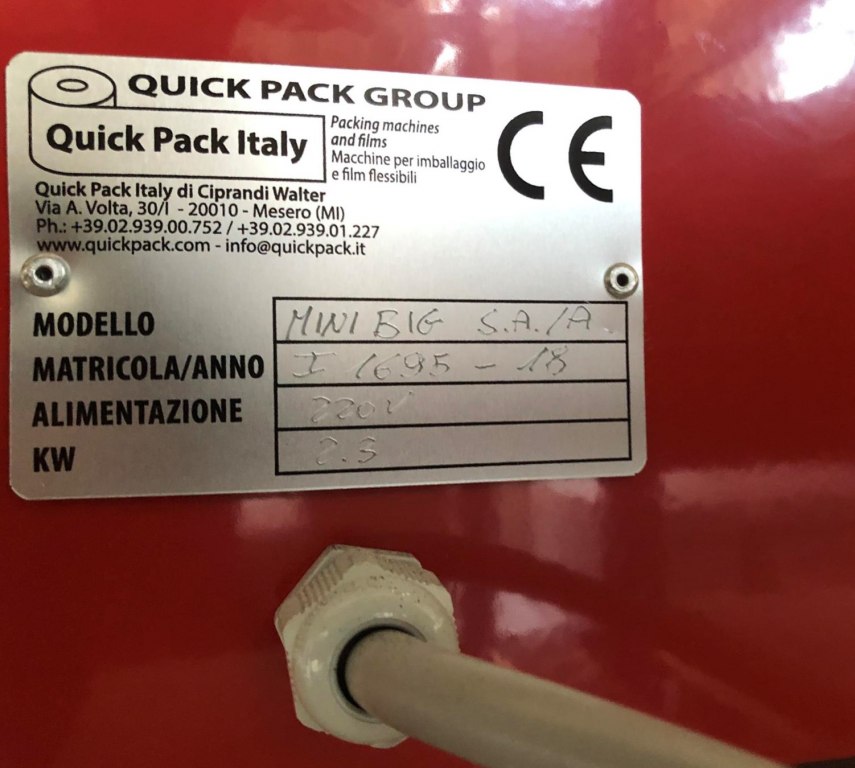 QUICK PACK GROUP
Quick Pack Italy
Packing machines
and films
Macchine per imballaggio
e film flessibili
CE
Quick Pack Italy di Ciprandi Walter
Via A. Volta, 30/I - 20010 - Mesero (MI)
Ph.: +39.02.939.00.752 / +39.02.939.01.227
www.quickpack.com - info@quickpack.it
MODELLO MINI BIG S.A./A.
MATRICOLA/ANNO I 1695 - 18
ALIMENTAZIONE 220V
KW 2.3